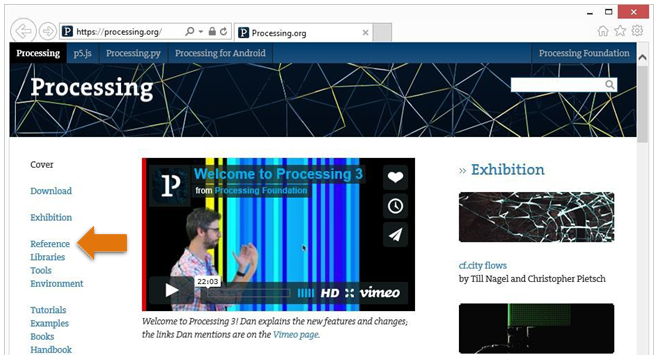 https://processing.org/
Processing.org
Processing
p5.js
Processing.py
Processing for Android
Processing Foundation
Processing
Cover
Download
Exhibition
Reference
Libraries
Tools
Environment
Tutorials
Examples
Books
Handbook
Welcome to Processing 3
from Processing Foundation
22:03
HD
vimeo
Welcome to Processing 3! Dan explains the new features and changes;
the links Dan mentions are on the Vimeo page.
» Exhibition
cf.city flows
by Till Nagel and Christopher Pietsch